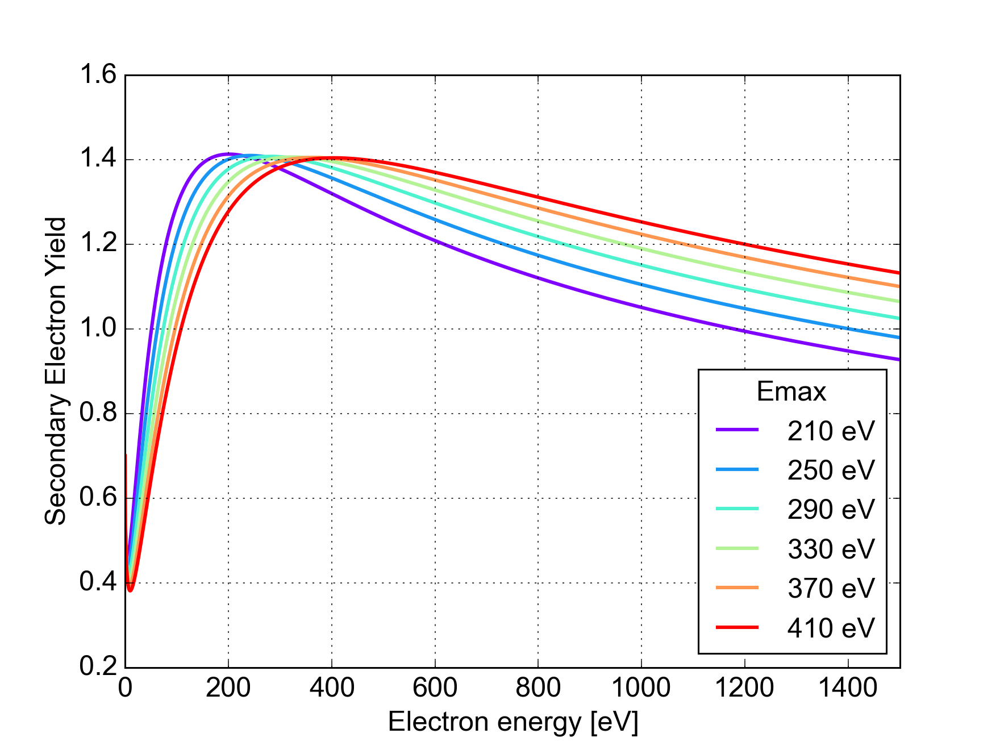 1.6
1.4
1.2
1.0
0.8
0.6
0.4
0.2
Secondary Electron Yield
0 200 400 600 800 1000 1200 1400
Electron energy [eV]
Emax
210 eV
250 eV
290 eV
330 eV
370 eV
410 eV